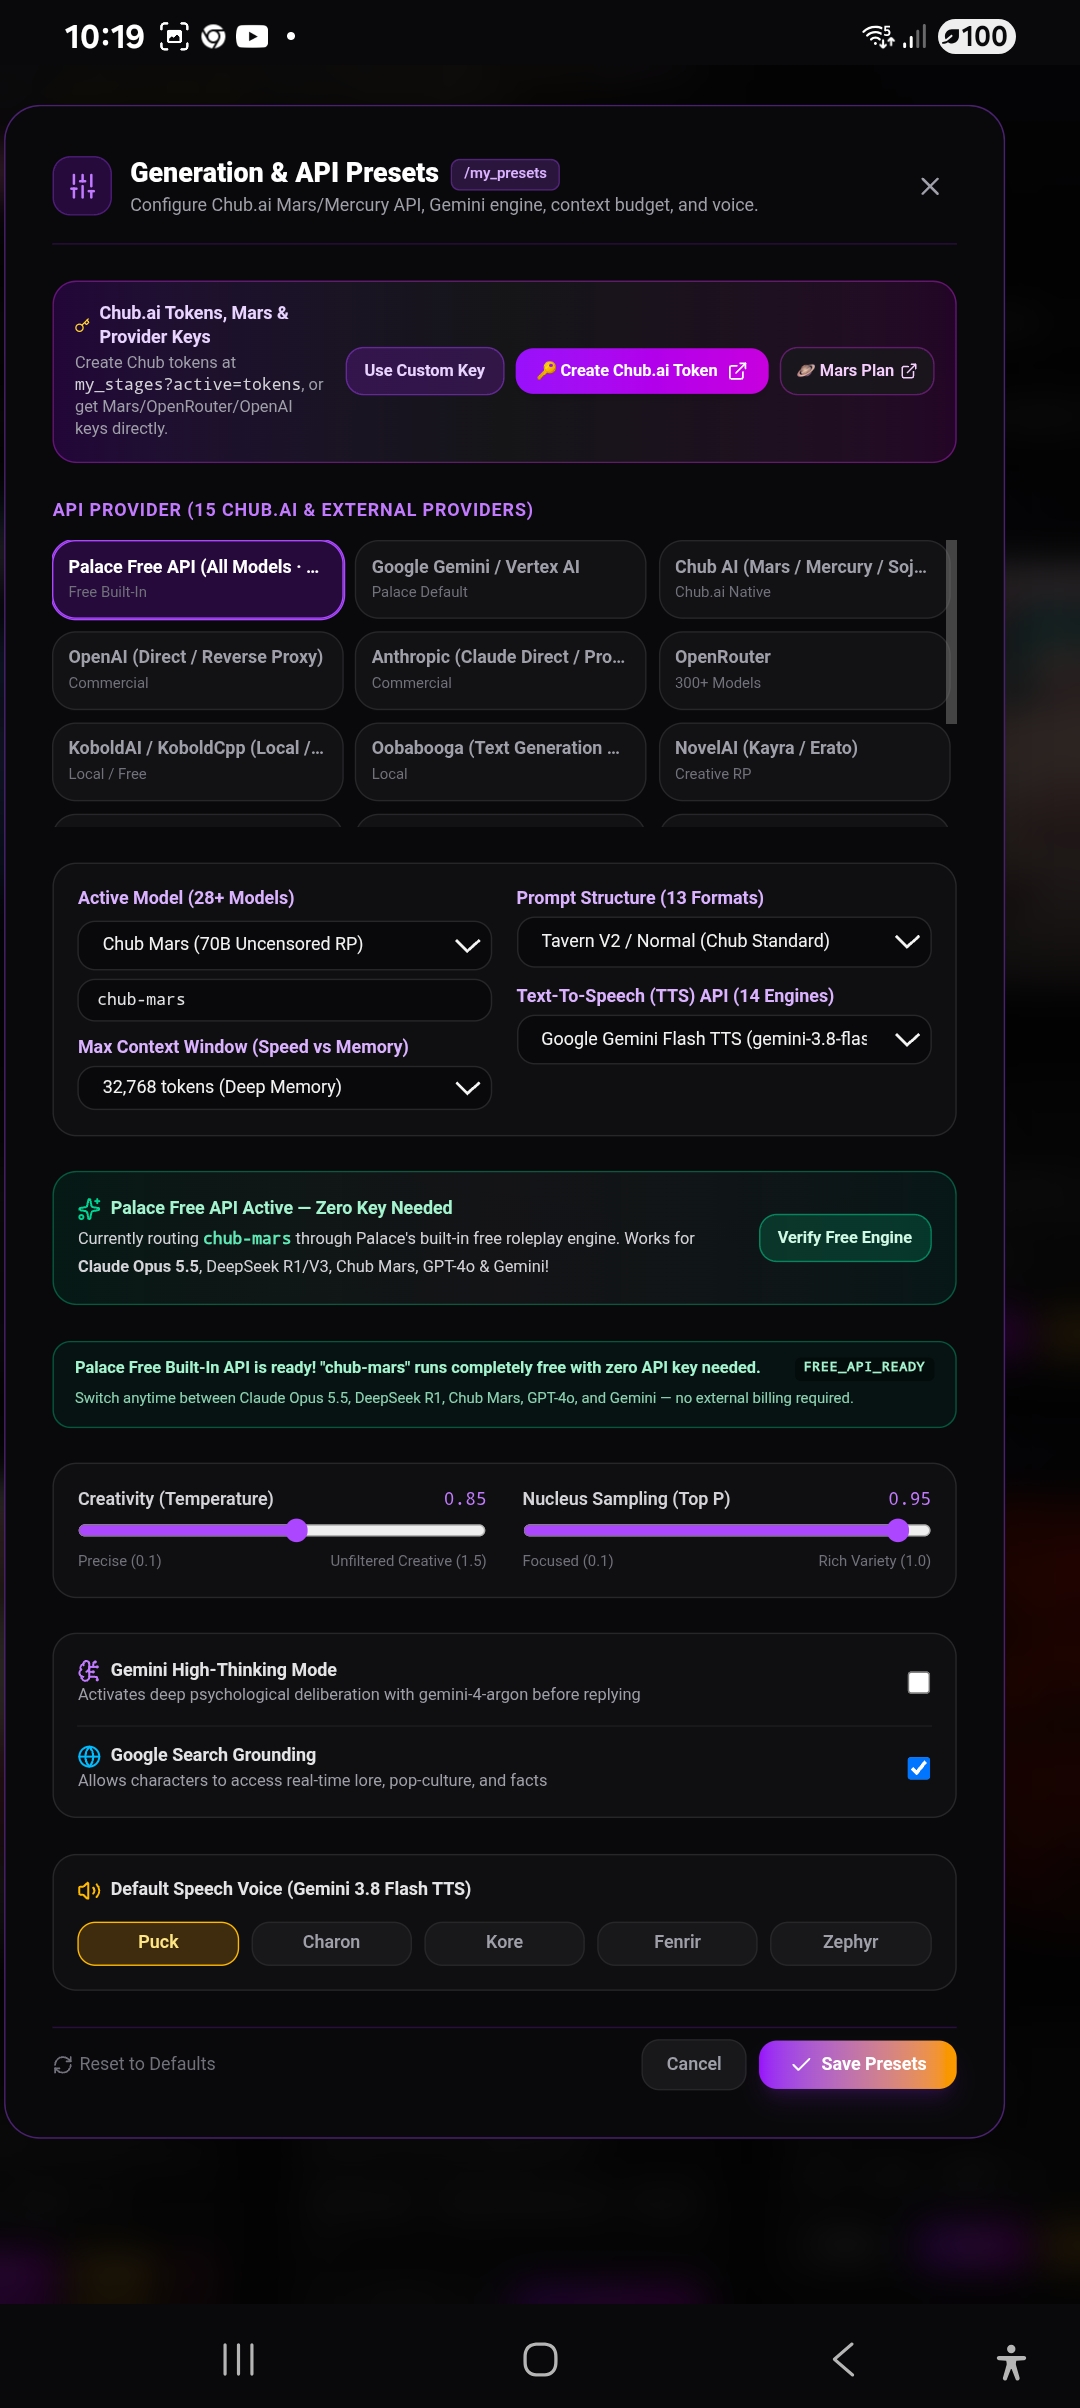 10:19
5
100
Generation & API Presets
/my_presets
Configure Chub.ai Mars/Mercury API, Gemini engine, context budget, and voice.
Chub.ai Tokens, Mars &
Provider Keys
Create Chub tokens at
my_stages?active=tokens, or
get Mars/OpenRouter/OpenAI
keys directly.
Use Custom Key
🔑 Create Chub.ai Token
🪐 Mars Plan
API PROVIDER (15 CHUB.AI & EXTERNAL PROVIDERS)
Palace Free API (All Models · ...
Free Built-In
Google Gemini / Vertex AI
Palace Default
Chub AI (Mars / Mercury / Soj...
Chub.ai Native
OpenAI (Direct / Reverse Proxy)
Commercial
Anthropic (Claude Direct / Pro...
Commercial
OpenRouter
300+ Models
KoboldAI / KoboldCpp (Local /...
Local / Free
Oobabooga (Text Generation ...
Local
NovelAI (Kayra / Erato)
Creative RP
Active Model (28+ Models)
Chub Mars (70B Uncensored RP)
chub-mars
Max Context Window (Speed vs Memory)
32,768 tokens (Deep Memory)
Prompt Structure (13 Formats)
Tavern V2 / Normal (Chub Standard)
Text-To-Speech (TTS) API (14 Engines)
Google Gemini Flash TTS (gemini-3.8-flas
Palace Free API Active — Zero Key Needed
Currently routing chub-mars through Palace's built-in free roleplay engine. Works for
Claude Opus 5.5, DeepSeek R1/V3, Chub Mars, GPT-4o & Gemini!
Verify Free Engine
Palace Free Built-In API is ready! "chub-mars" runs completely free with zero API key needed.
FREE_API_READY
Switch anytime between Claude Opus 5.5, DeepSeek R1, Chub Mars, GPT-4o, and Gemini — no external billing required.
Creativity (Temperature)
0.85
Precise (0.1)
Unfiltered Creative (1.5)
Nucleus Sampling (Top P)
0.95
Focused (0.1)
Rich Variety (1.0)
Gemini High-Thinking Mode
Activates deep psychological deliberation with gemini-4-argon before replying
Google Search Grounding
Allows characters to access real-time lore, pop-culture, and facts
Default Speech Voice (Gemini 3.8 Flash TTS)
Puck
Charon
Kore
Fenrir
Zephyr
Reset to Defaults
Cancel
Save Presets